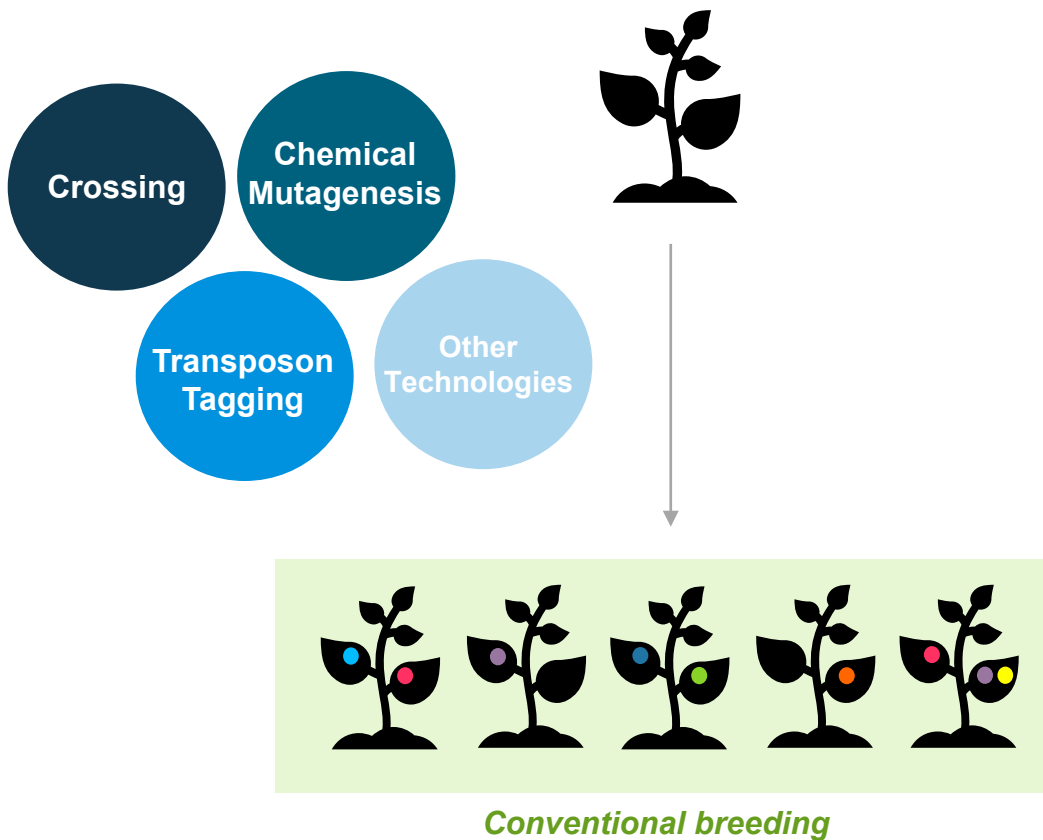 Crossing
Chemical
Mutagenesis
Transposon
Tagging
Other
Technologies
Conventional breeding